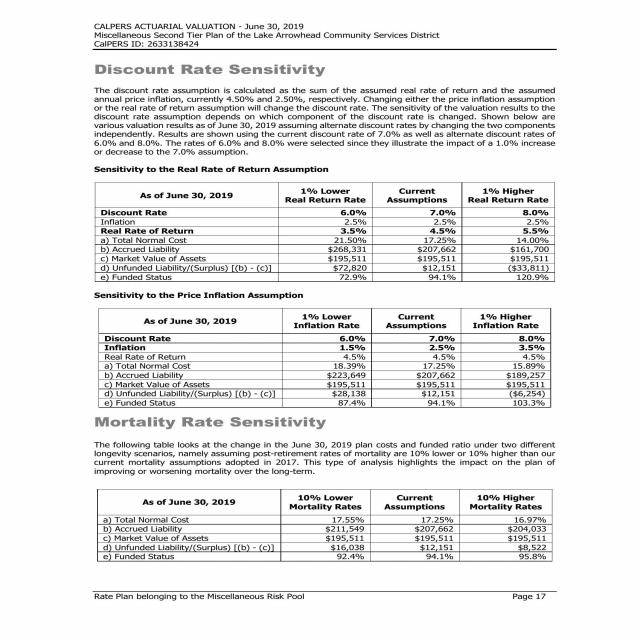 CALPERS ACTUARIAL VALUATION - June 30, 2019
Miscellaneous Second Tier Plan of the Lake Arrowhead Community Services District
CalPERS ID: 2633138424
Discount Rate Sensitivity
The discount rate assumption is calculated as the sum of the assumed real rate of return and the assumed
annual price inflation, currently 4.50% and 2.50%, respectively. Changing either the price inflation assumption
or the real rate of return assumption will change the discount rate. The sensitivity of the valuation results to the
discount rate assumption depends on which component of the discount rate is changed. Shown below are
various valuation results as of June 30, 2019 assuming alternate discount rates by changing the two components
independently. Results are shown using the current discount rate of 7.0% as well as alternate discount rates of
6.0% and 8.0%. The rates of 6.0% and 8.0% were selected since they illustrate the impact of a 1.0% increase
or decrease to the 7.0% assumption.
Sensitivity to the Real Rate of Return Assumption
As of June 30, 2019 1% Lower Real Return Rate Current Assumptions 1% Higher Real Return Rate
Discount Rate 6.0% 7.0% 8.0%
Inflation 2.5% 2.5% 2.5%
Real Rate of Return 3.5% 4.5% 5.5%
a) Total Normal Cost 21.50% 17.25% 14.00%
b) Accrued Liability $268,331 $207,662 $161,700
c) Market Value of Assets $195,511 $195,511 $195,511
d) Unfunded Liability/(Surplus) [(b) - (c)] $72,820 $12,151 ($33,811)
e) Funded Status 72.9% 94.1% 120.9%
Sensitivity to the Price Inflation Assumption
As of June 30, 2019 1% Lower Inflation Rate Current Assumptions 1% Higher Inflation Rate
Discount Rate 6.0% 7.0% 8.0%
Inflation 1.5% 2.5% 3.5%
Real Rate of Return 4.5% 4.5% 4.5%
a) Total Normal Cost 18.39% 17.25% 15.89%
b) Accrued Liability $223,649 $207,662 $189,257
c) Market Value of Assets $195,511 $195,511 $195,511
d) Unfunded Liability/(Surplus) [(b) - (c)] $28,138 $12,151 ($6,254)
e) Funded Status 87.4% 94.1% 103.3%
Mortality Rate Sensitivity
The following table looks at the change in the June 30, 2019 plan costs and funded ratio under two different
longevity scenarios, namely assuming post-retirement rates of mortality are 10% lower or 10% higher than our
current mortality assumptions adopted in 2017. This type of analysis highlights the impact on the plan of
improving or worsening mortality over the long-term.
As of June 30, 2019 10% Lower Mortality Rates Current Assumptions 10% Higher Mortality Rates
a) Total Normal Cost 17.55% 17.25% 16.97%
b) Accrued Liability $211,549 $207,662 $204,033
c) Market Value of Assets $195,511 $195,511 $195,511
d) Unfunded Liability/(Surplus) [(b) - (c)] $16,038 $12,151 $8,522
e) Funded Status 92.4% 94.1% 95.8%
Rate Plan belonging to the Miscellaneous Risk Pool Page 17